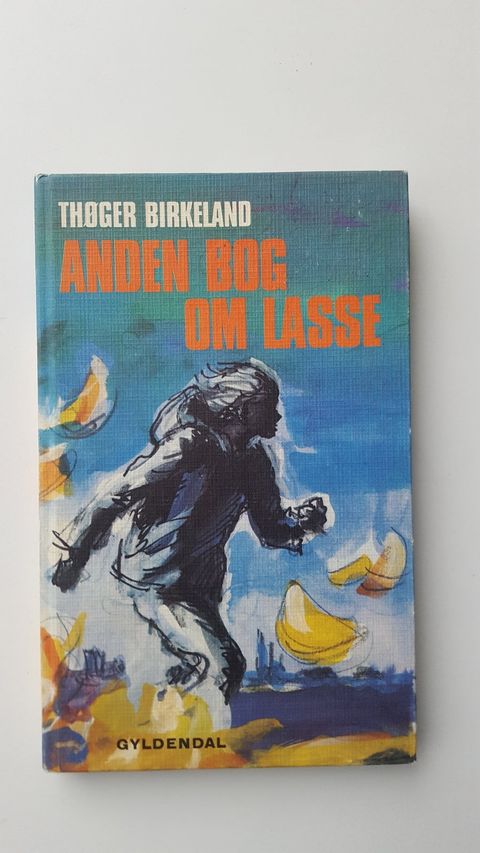 THØGER BIRKELAND
ANDEN BOG
OM LASSE
GYLDENDAL